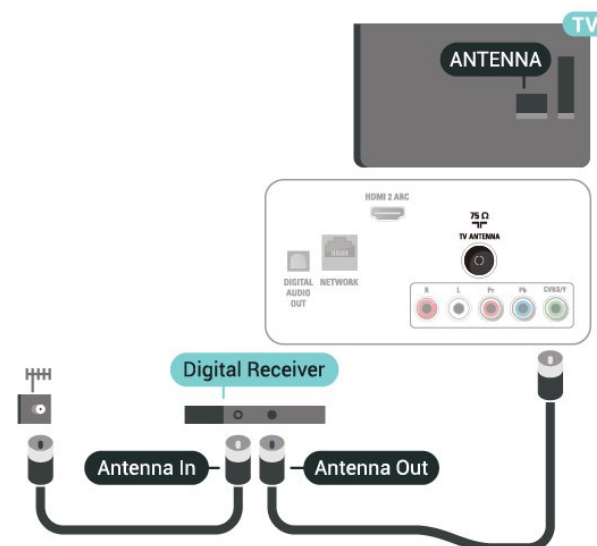 TV
ANTENNA
HDMI 2 ARC
75 Ω
TV ANTENNA
DIGITAL
AUDIO
OUT
NETWORK
R L Pr Pb CVBS/Y
Digital Receiver
Antenna In
Antenna Out